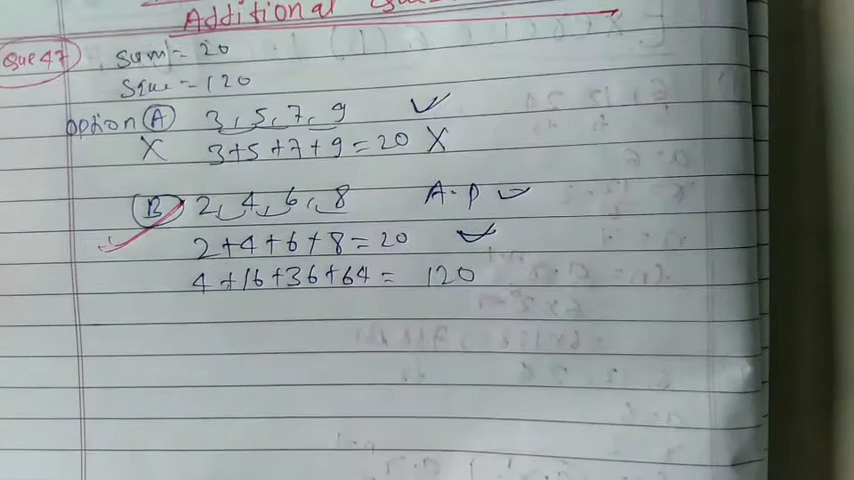 Additional
Que 47
sum = 20
Sque = 120
option A 3, 5, 7, 9 ✓
X 3+5+7+9 = 20 X
B 2, 4, 6, 8 A.P ✓
2+4+6+8 = 20 ✓
4+16+36+64 = 120